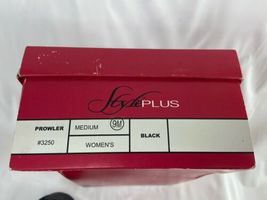 Style PLUS
PROWLER MEDIUM 9M BLACK
#3250 WOMEN'S